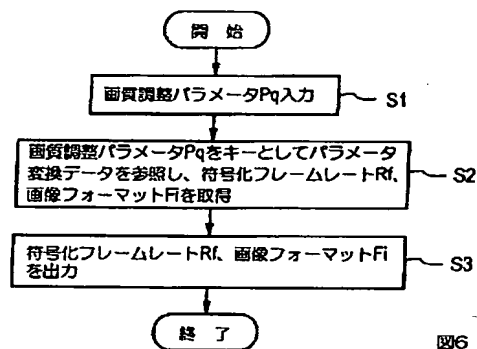 開 始
画質調整パラメータPq入力
S1
画質調整パラメータPqをキーとしてパラメータ
変換データを参照し、符号化フレームレートRf、
画像フォーマットFiを取得
S2
符号化フレームレートRf、画像フォーマットFi
を出力
S3
終 了
図6